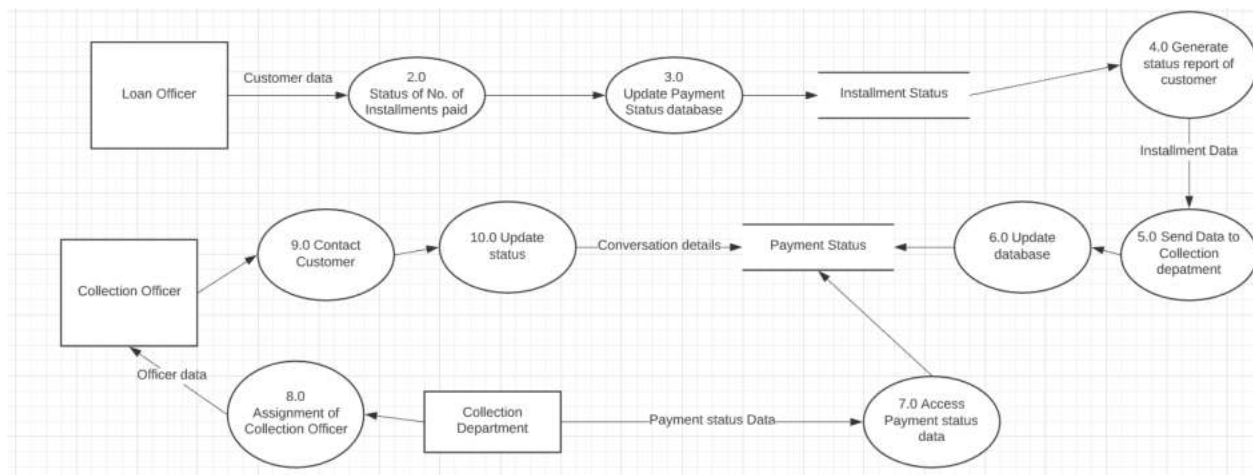 Loan Officer
Customer data
2.0
Status of No. of
Installments paid
3.0
Update Payment
Status database
Installment Status
4.0 Generate
status report of
customer
Installment Data
Collection Officer
9.0 Contact
Customer
10.0 Update
status
Conversation details
Payment Status
6.0 Update
database
5.0 Send Data to
Collection
depatment
Officer data
8.0
Assignment of
Collection Officer
Collection
Department
Payment status Data
7.0 Access
Payment status
data